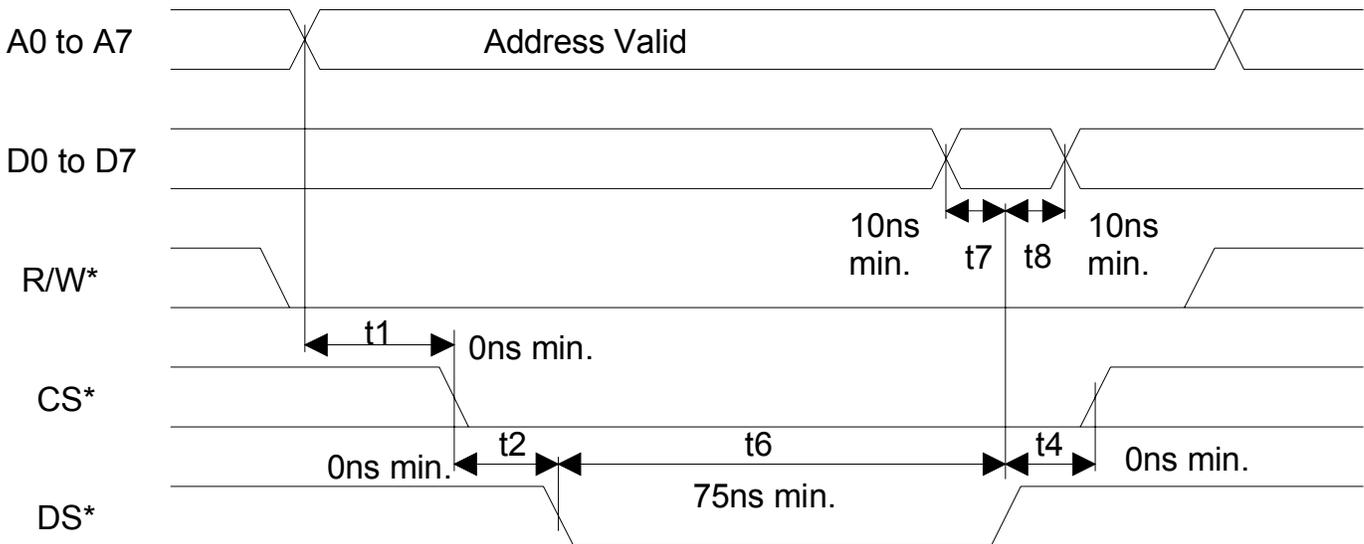 A0 to A7
Address Valid
D0 to D7
10ns
min.
t7
t8
10ns
min.
R/W*
t1
0ns min.
CS*
t2
t6
t4
0ns min.
0ns min.
75ns min.
DS*